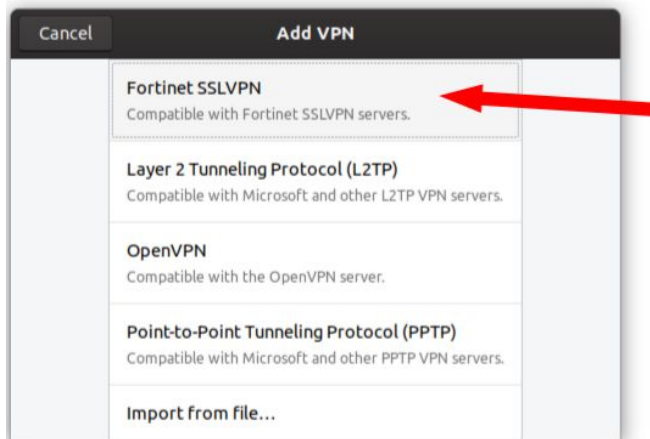 Cancel
Add VPN
Fortinet SSLVPN
Compatible with Fortinet SSLVPN servers.
Layer 2 Tunneling Protocol (L2TP)
Compatible with Microsoft and other L2TP VPN servers.
OpenVPN
Compatible with the OpenVPN server.
Point-to-Point Tunneling Protocol (PPTP)
Compatible with Microsoft and other PPTP VPN servers.
Import from file…